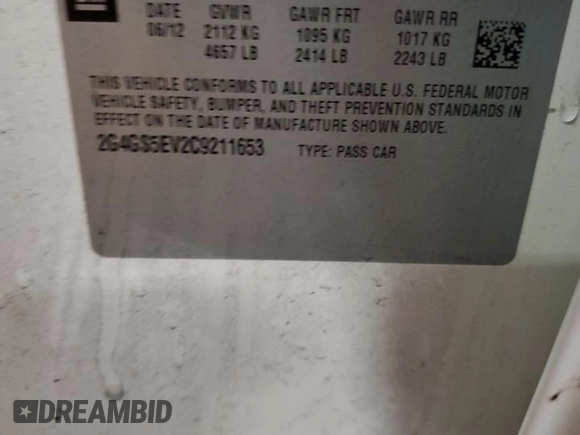 DATE GVWR GAWR FRT GAWR RR
06/12 2112 KG 1095 KG 1017 KG
4657 LB 2414 LB 2243 LB
THIS VEHICLE CONFORMS TO ALL APPLICABLE U.S. FEDERAL MOTOR
VEHICLE SAFETY, BUMPER, AND THEFT PREVENTION STANDARDS IN
EFFECT ON THE DATE OF MANUFACTURE SHOWN ABOVE.
2G4GS5EV2C9211653 TYPE: PASS CAR
DREAMBID